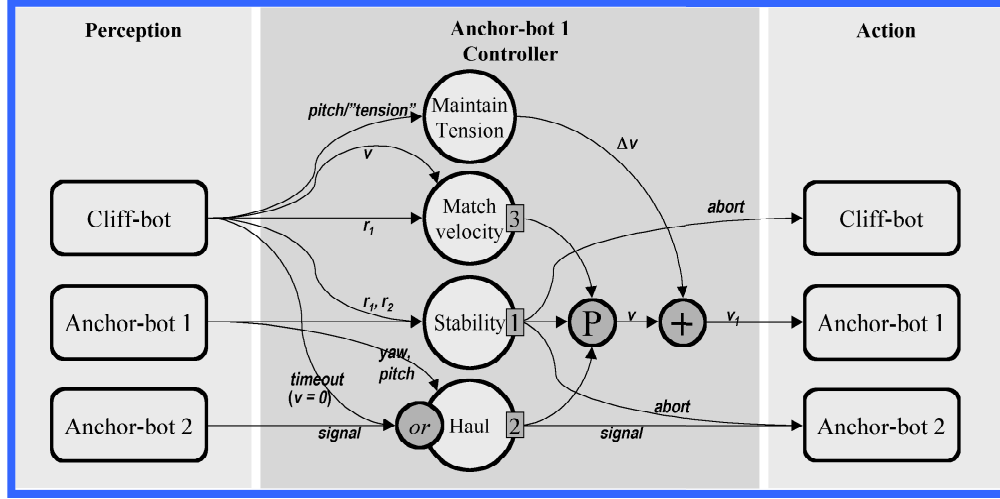 Perception
Anchor-bot 1
Controller
Action
pitch/"tension"
Maintain
Tension
Δv
v
Cliff-bot
Match
velocity
3
r₁
abort
Cliff-bot
r₁, r₂
Anchor-bot 1
Stability
1
P
v
+
v₁
Anchor-bot 1
yaw,
pitch
timeout
(v = 0)
Anchor-bot 2
signal
or
Haul
2
abort
signal
Anchor-bot 2